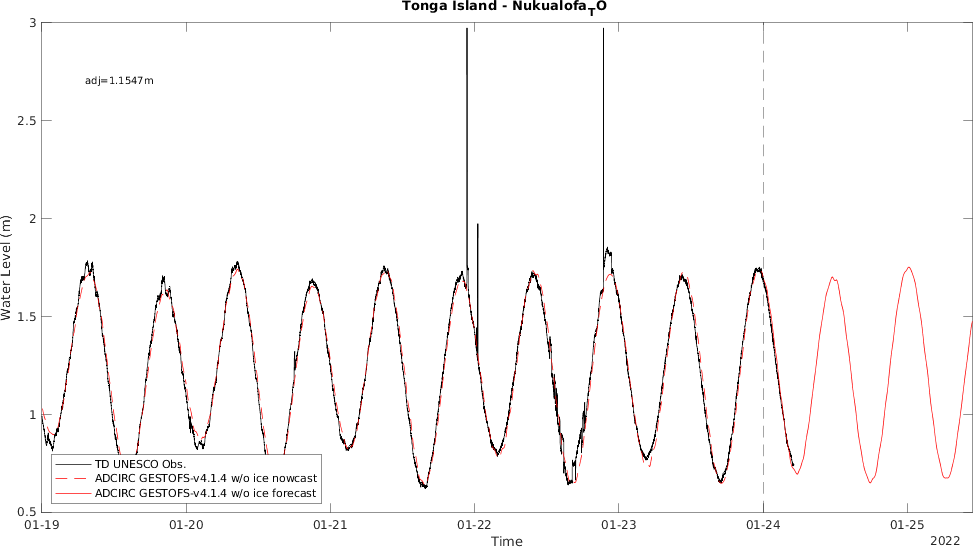 Tonga Island - NukualofaTO
3
adj=1.1547m
2.5
2
Water Level (m)
1.5
1
TD UNESCO Obs.
ADCIRC GESTOFS-v4.1.4 w/o ice nowcast
ADCIRC GESTOFS-v4.1.4 w/o ice forecast
0.5
01-19 01-20 01-21 01-22 01-23 01-24 01-25
Time
2022